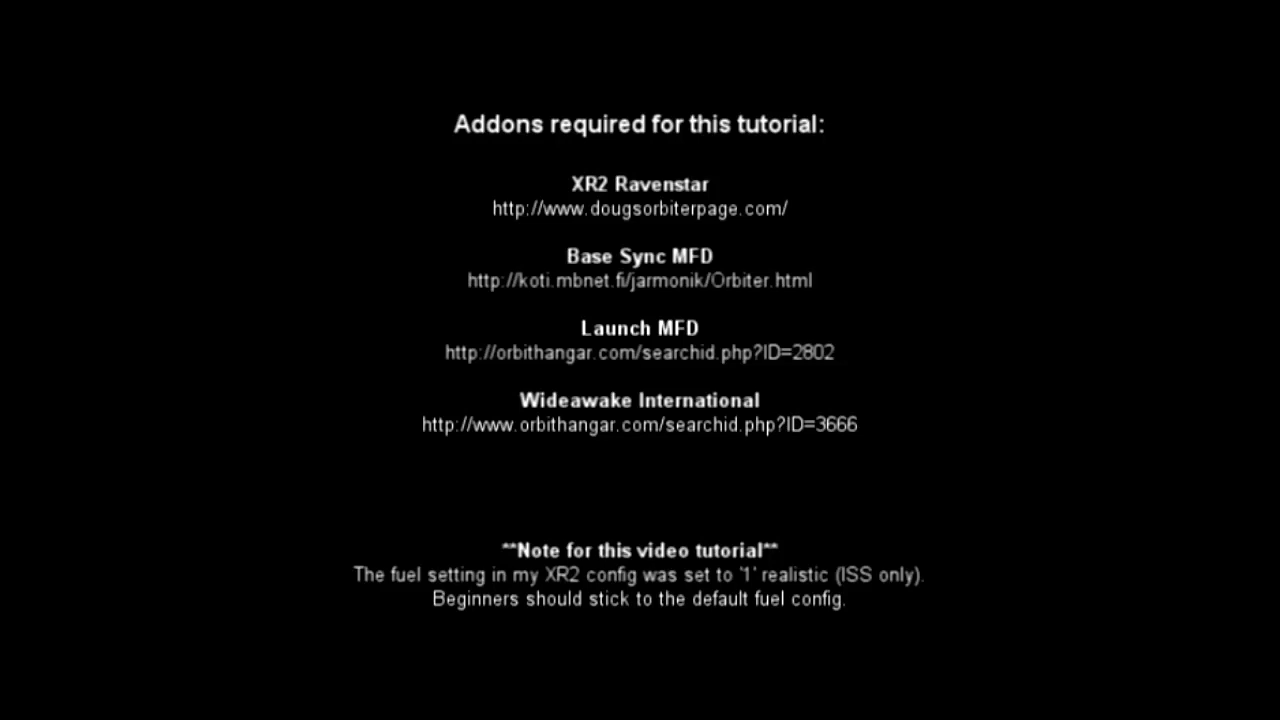 Addons required for this tutorial:
XR2 Ravenstar
http://www.dougsorbiterpage.com/
Base Sync MFD
http://koti.mbnet.fi/jarmonik/Orbiter.html
Launch MFD
http://orbithangar.com/searchid.php?ID=2802
Wideawake International
http://www.orbithangar.com/searchid.php?ID=3666
**Note for this video tutorial**
The fuel setting in my XR2 config was set to '1' realistic (ISS only).
Beginners should stick to the default fuel config.